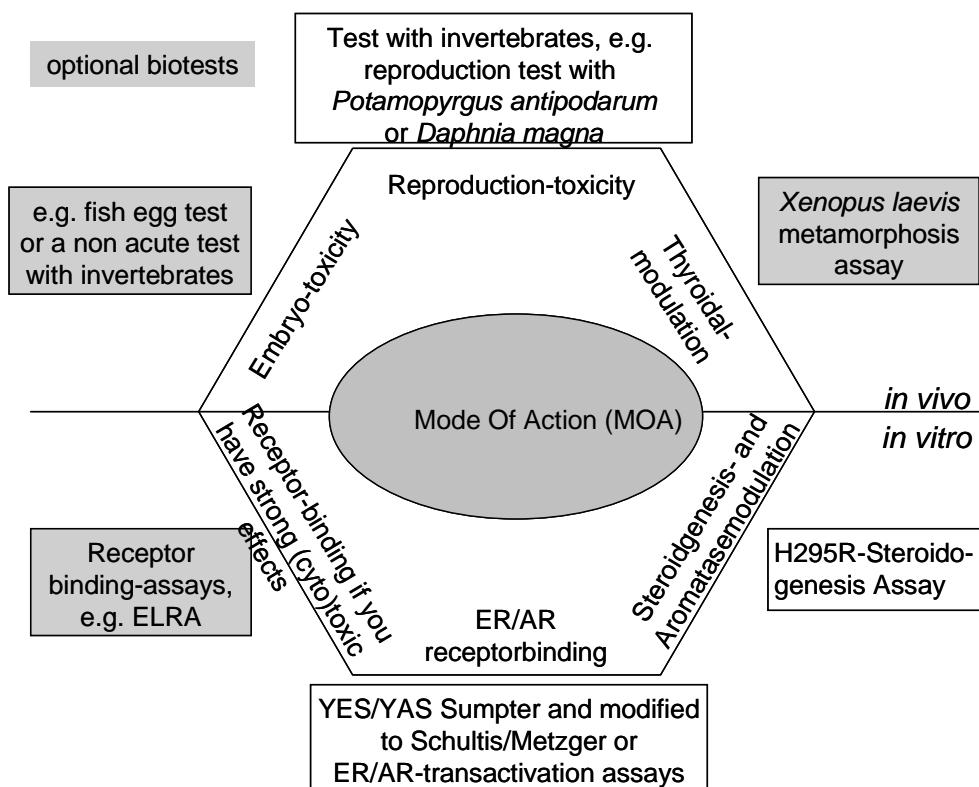 optional biotests
Test with invertebrates, e.g.
reproduction test with
Potamopyrgus antipodarum
or Daphnia magna
Reproduction-toxicity
e.g. fish egg test
or a non acute test
with invertebrates
Embryo-toxicity
Thyroidal-
modulation
Xenopus laevis
metamorphosis
assay
Mode Of Action (MOA)
in vivo
in vitro
Receptor-binding if you
have strong (cyto)toxic
effects
Steroidgenesis- and
Aromatasemodulation
Receptor
binding-assays,
e.g. ELRA
ER/AR
receptorbinding
H295R-Steroido-
genesis Assay
YES/YAS Sumpter and modified
to Schultis/Metzger or
ER/AR-transactivation assays